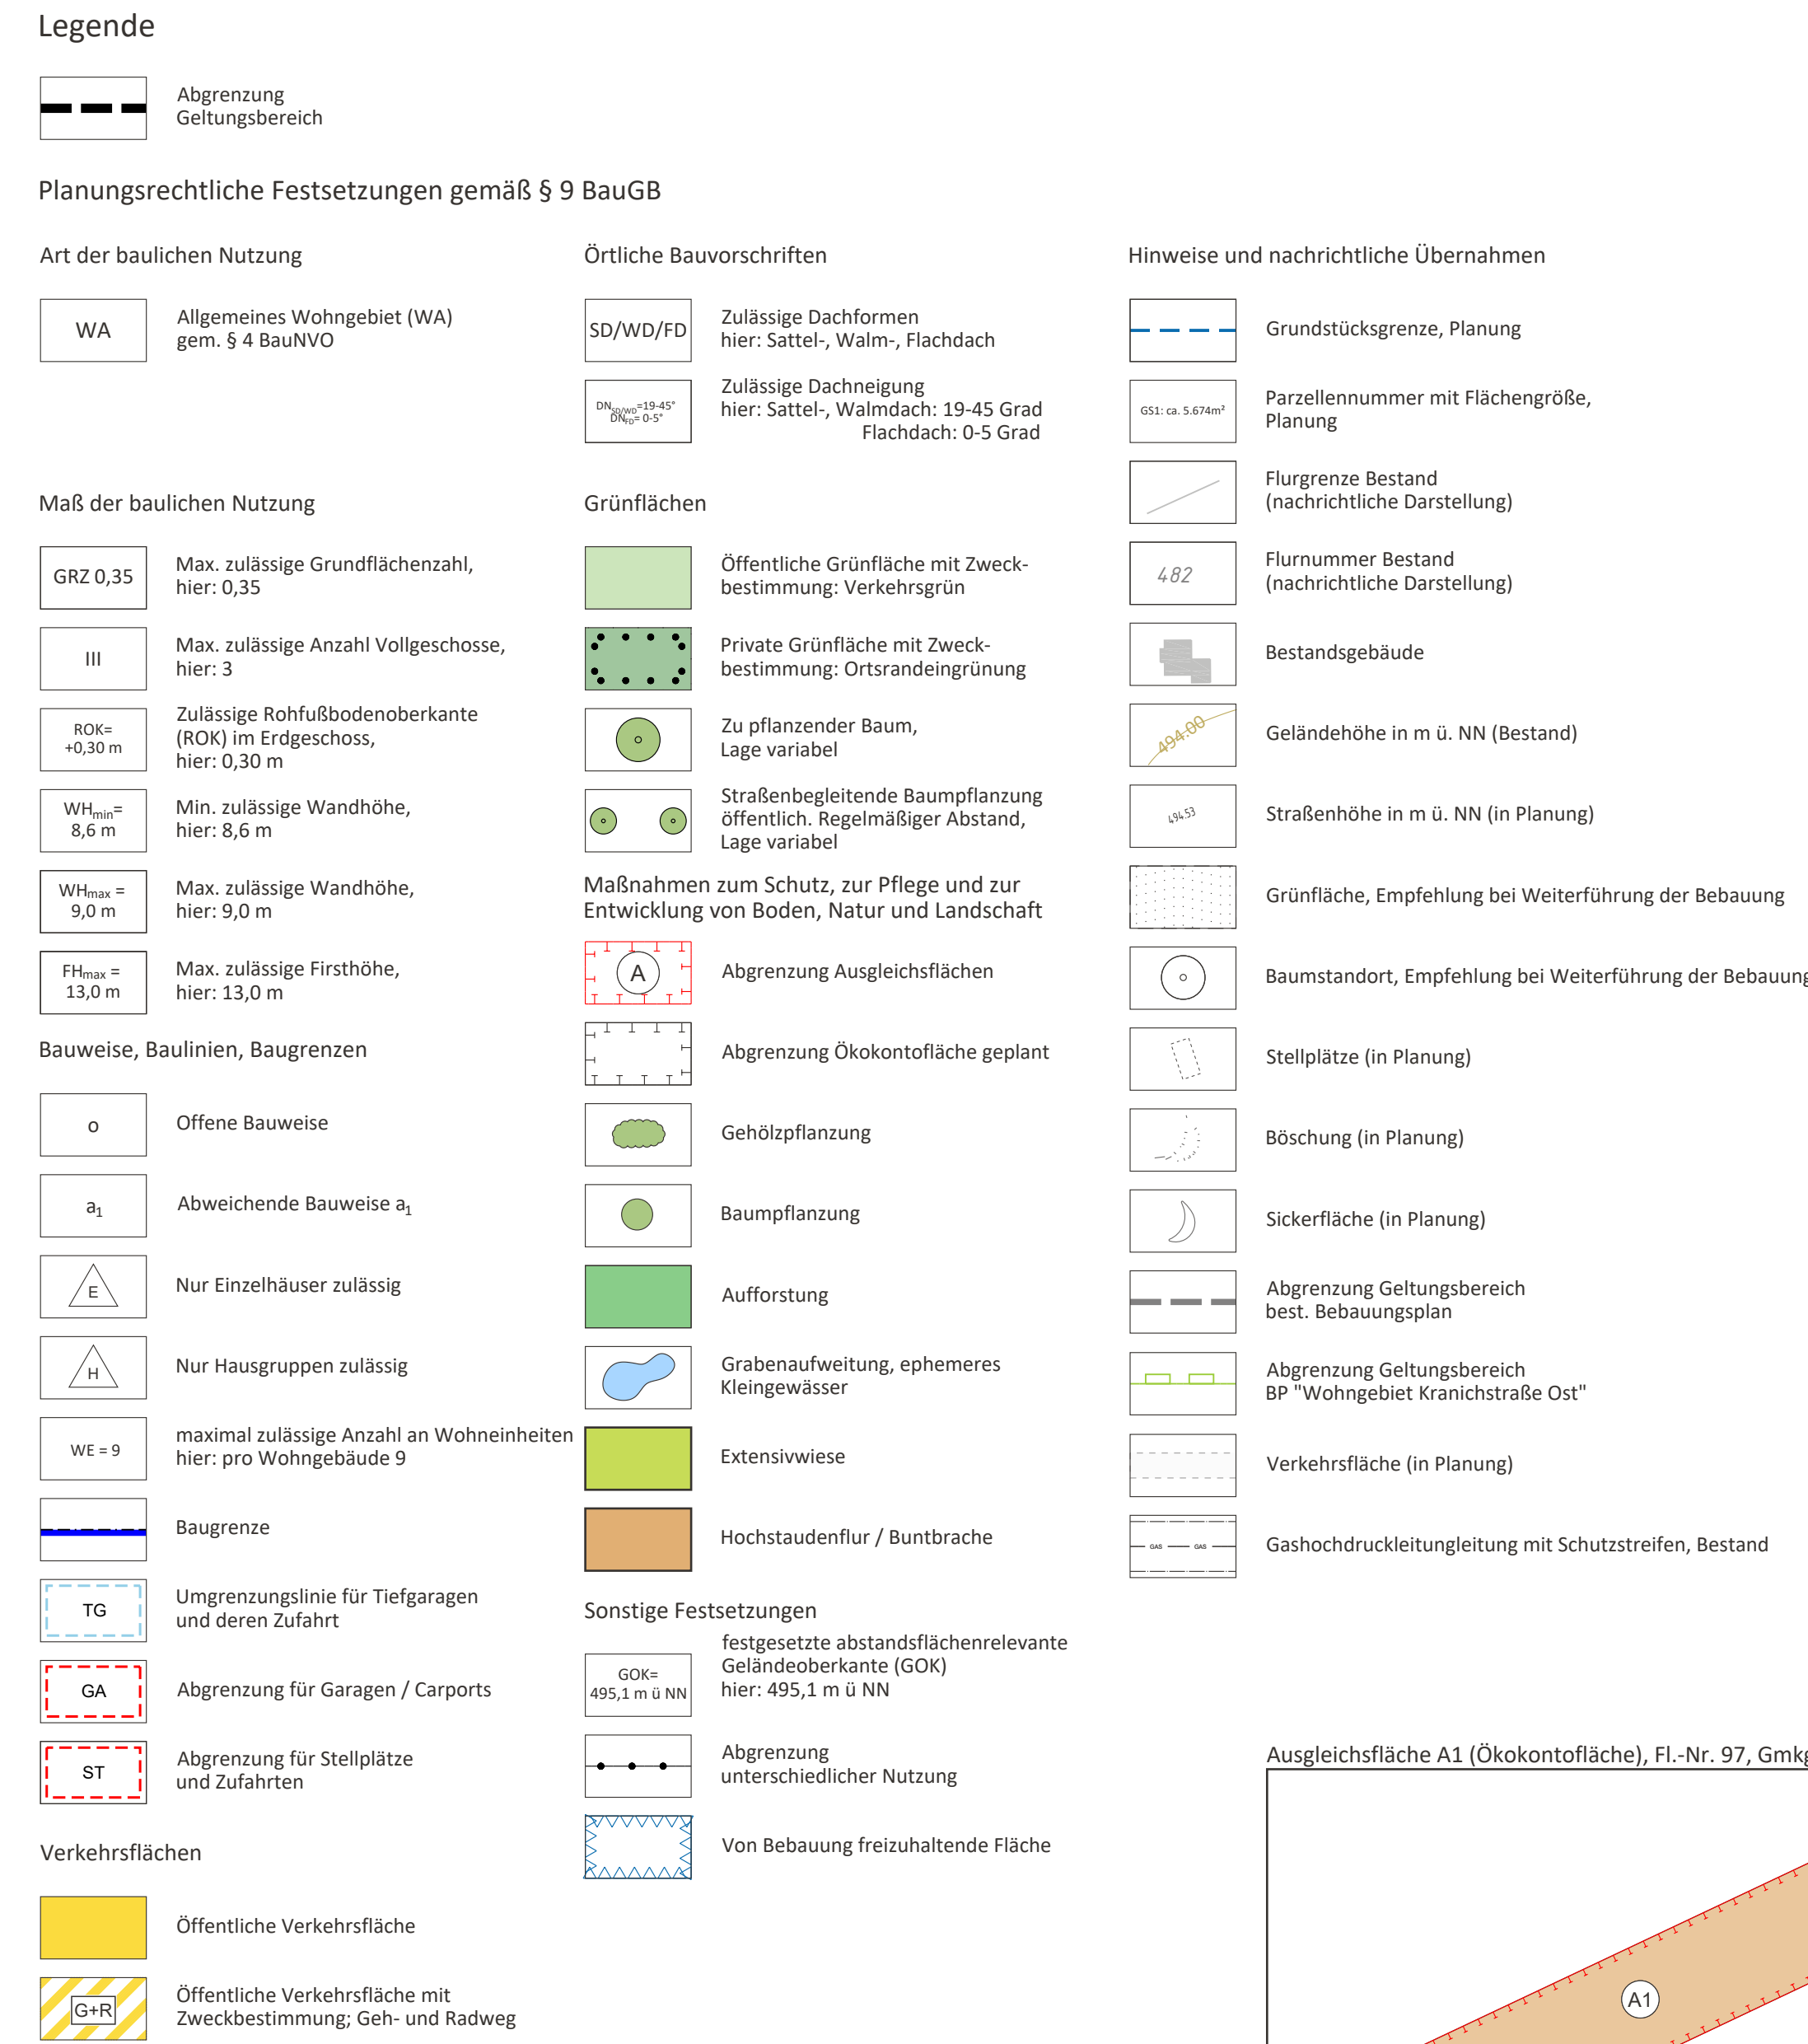 Legende
Abgrenzung
Geltungsbereich
Planungsrechtliche Festsetzungen gemäß § 9 BauGB
Art der baulichen Nutzung
WA
Allgemeines Wohngebiet (WA)
gem. § 4 BauNVO
Maß der baulichen Nutzung
GRZ 0,35
Max. zulässige Grundflächenzahl,
hier: 0,35
III
Max. zulässige Anzahl Vollgeschosse,
hier: 3
ROK=
+0,30 m
Zulässige Rohfußbodenoberkante
(ROK) im Erdgeschoss,
hier: 0,30 m
WHmin=
8,6 m
Min. zulässige Wandhöhe,
hier: 8,6 m
WHmax =
9,0 m
Max. zulässige Wandhöhe,
hier: 9,0 m
FHmax =
13,0 m
Max. zulässige Firsthöhe,
hier: 13,0 m
Bauweise, Baulinien, Baugrenzen
o
Offene Bauweise
a1
Abweichende Bauweise a1
E
Nur Einzelhäuser zulässig
H
Nur Hausgruppen zulässig
WE = 9
maximal zulässige Anzahl an Wohneinheiten
hier: pro Wohngebäude 9
Baugrenze
TG
Umgrenzungslinie für Tiefgaragen
und deren Zufahrt
GA
Abgrenzung für Garagen / Carports
ST
Abgrenzung für Stellplätze
und Zufahrten
Verkehrsflächen
Öffentliche Verkehrsfläche
G+R
Öffentliche Verkehrsfläche mit
Zweckbestimmung; Geh- und Radweg
Örtliche Bauvorschriften
SD/WD/FD
Zulässige Dachformen
hier: Sattel-, Walm-, Flachdach
DNSD/WD=19-45°
DNFD= 0-5°
Zulässige Dachneigung
hier: Sattel-, Walmdach: 19-45 Grad
Flachdach: 0-5 Grad
Grünflächen
Öffentliche Grünfläche mit Zweck-
bestimmung: Verkehrsgrün
Private Grünfläche mit Zweck-
bestimmung: Ortsrandeingrünung
Zu pflanzender Baum,
Lage variabel
Straßenbegleitende Baumpflanzung
öffentlich. Regelmäßiger Abstand,
Lage variabel
Maßnahmen zum Schutz, zur Pflege und zur
Entwicklung von Boden, Natur und Landschaft
A
Abgrenzung Ausgleichsflächen
Abgrenzung Ökokontofläche geplant
Gehölzpflanzung
Baumpflanzung
Aufforstung
Grabenaufweitung, ephemeres
Kleingewässer
Extensivwiese
Hochstaudenflur / Buntbrache
Sonstige Festsetzungen
GOK=
495,1 m ü NN
festgesetzte abstandsflächenrelevante
Geländeoberkante (GOK)
hier: 495,1 m ü NN
Abgrenzung
unterschiedlicher Nutzung
Von Bebauung freizuhaltende Fläche
Hinweise und nachrichtliche Übernahmen
Grundstücksgrenze, Planung
GS1: ca. 5.674m²
Parzellennummer mit Flächengröße,
Planung
Flurgrenze Bestand
(nachrichtliche Darstellung)
482
Flurnummer Bestand
(nachrichtliche Darstellung)
Bestandsgebäude
494.00
Geländehöhe in m ü. NN (Bestand)
494.53
Straßenhöhe in m ü. NN (in Planung)
Grünfläche, Empfehlung bei Weiterführung der Bebauung
Baumstandort, Empfehlung bei Weiterführung der Bebauung
Stellplätze (in Planung)
Böschung (in Planung)
Sickerfläche (in Planung)
Abgrenzung Geltungsbereich
best. Bebauungsplan
Abgrenzung Geltungsbereich
BP "Wohngebiet Kranichstraße Ost"
Verkehrsfläche (in Planung)
GAS GAS
Gashochdruckleitungleitung mit Schutzstreifen, Bestand
Ausgleichsfläche A1 (Ökokontofläche), Fl.-Nr. 97, Gmkg
A1